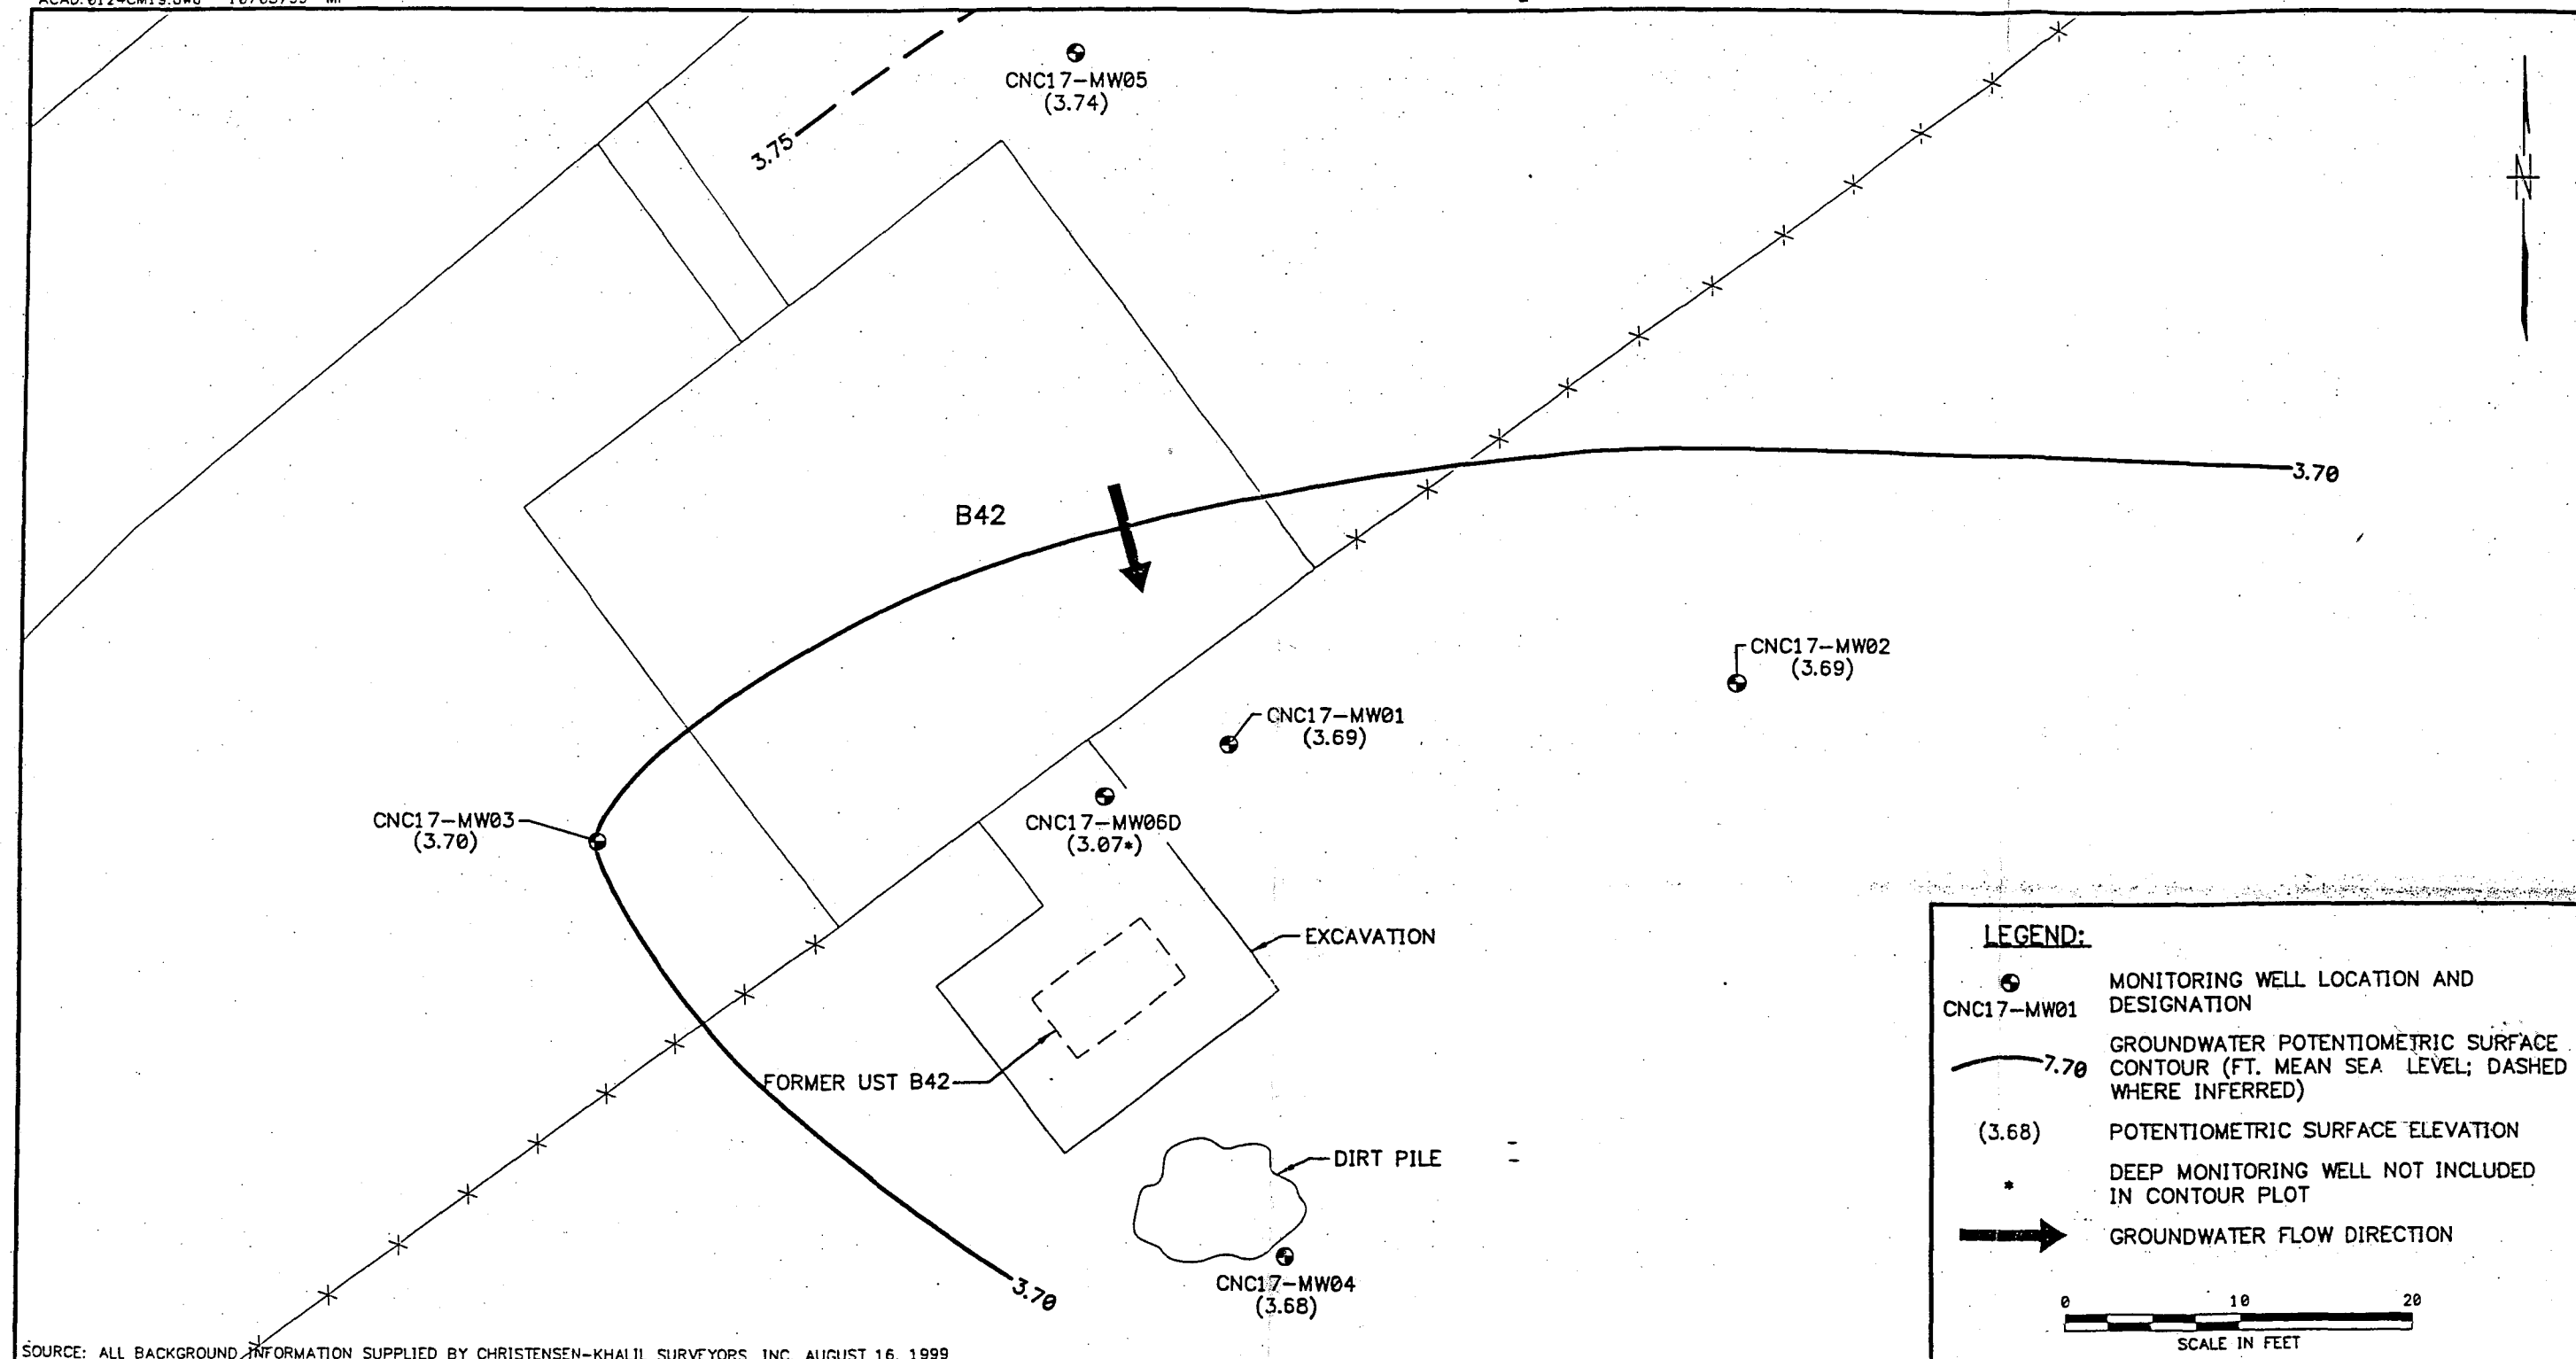 CNC17-MW05
(3.74)
3.75
N
B42
3.70
CNC17-MW02
(3.69)
CNC17-MW01
(3.69)
CNC17-MW03
(3.70)
CNC17-MW06D
(3.07*)
EXCAVATION
FORMER UST B42
DIRT PILE
CNC17-MW04
(3.68)
3.70
LEGEND:
CNC17-MW01
MONITORING WELL LOCATION AND
DESIGNATION
7.70
GROUNDWATER POTENTIOMETRIC SURFACE
CONTOUR (FT. MEAN SEA LEVEL; DASHED
WHERE INFERRED)
(3.68)
POTENTIOMETRIC SURFACE ELEVATION
*
DEEP MONITORING WELL NOT INCLUDED
IN CONTOUR PLOT
GROUNDWATER FLOW DIRECTION
0 10 20
SCALE IN FEET
SOURCE: ALL BACKGROUND INFORMATION SUPPLIED BY CHRISTENSEN-KHALIL SURVEYORS, INC. AUGUST 16, 1999